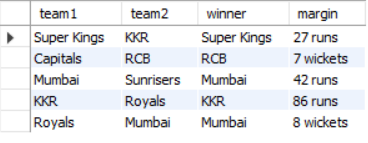 team1 team2 winner margin
Super Kings KKR Super Kings 27 runs
Capitals RCB RCB 7 wickets
Mumbai Sunrisers Mumbai 42 runs
KKR Royals KKR 86 runs
Royals Mumbai Mumbai 8 wickets